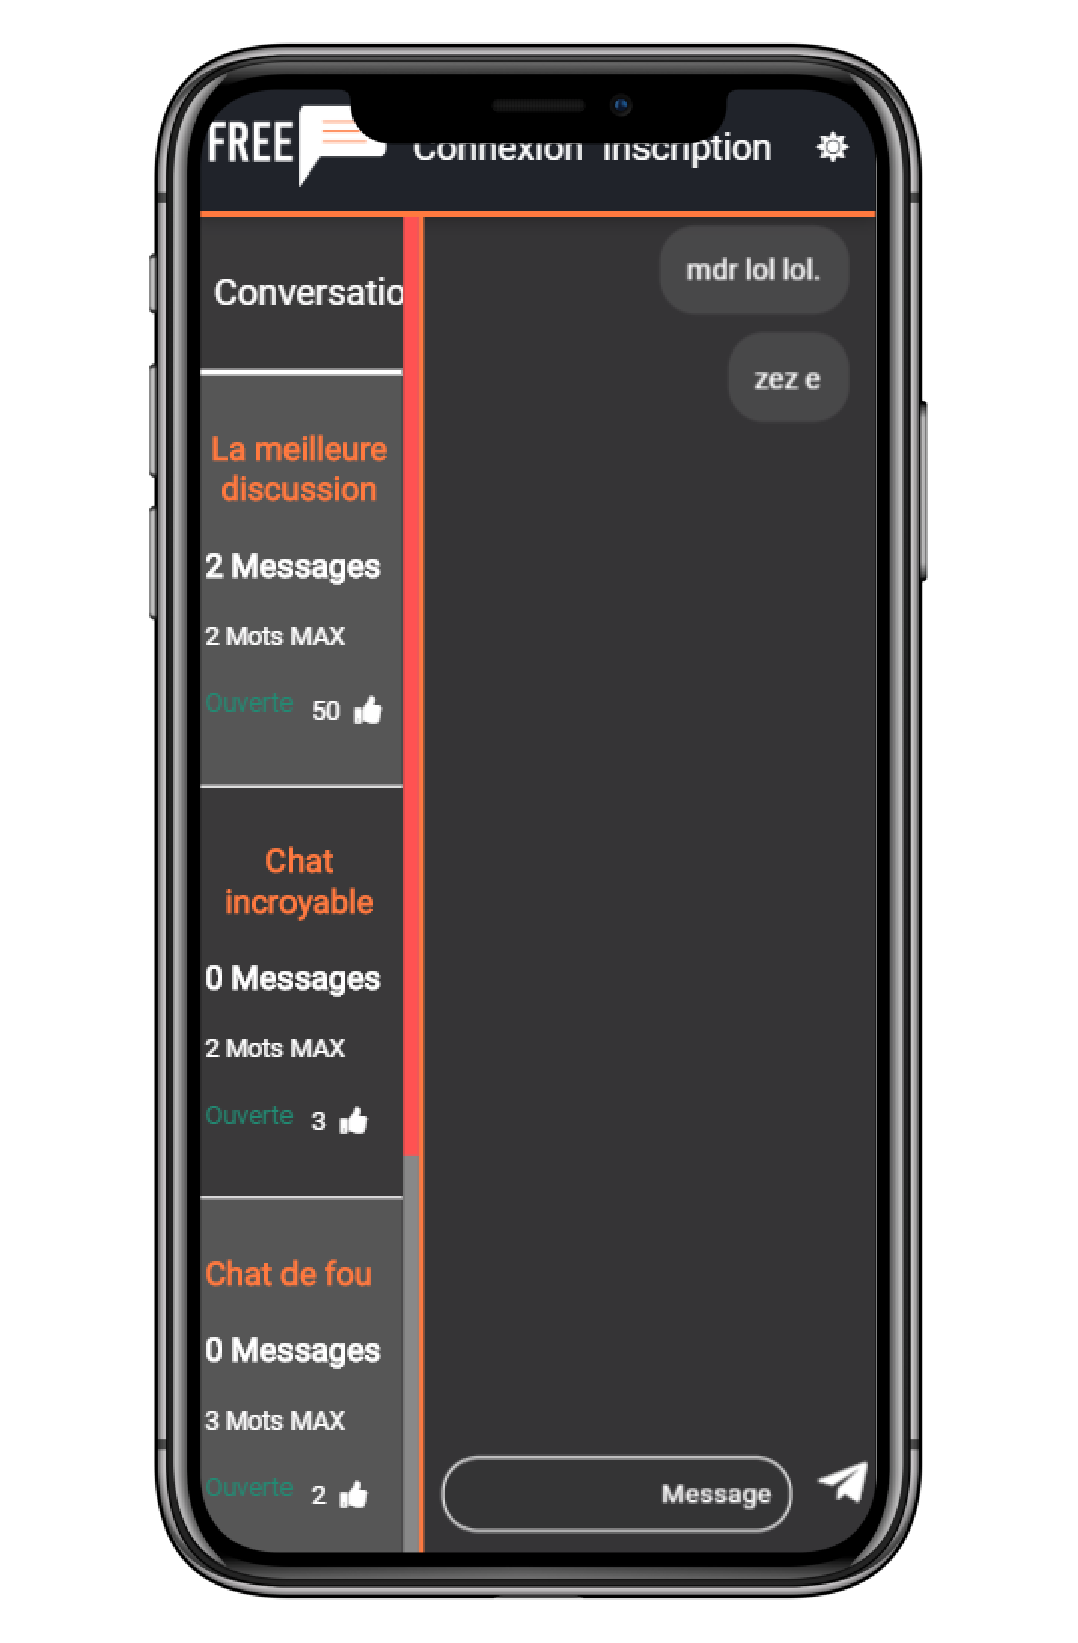 FREE
Connexion Inscription
Conversatio
La meilleure
discussion
2 Messages
2 Mots MAX
Ouverte 50
Chat
incroyable
0 Messages
2 Mots MAX
Ouverte 3
Chat de fou
0 Messages
3 Mots MAX
Ouverte 2
mdr lol lol.
zez e
Message